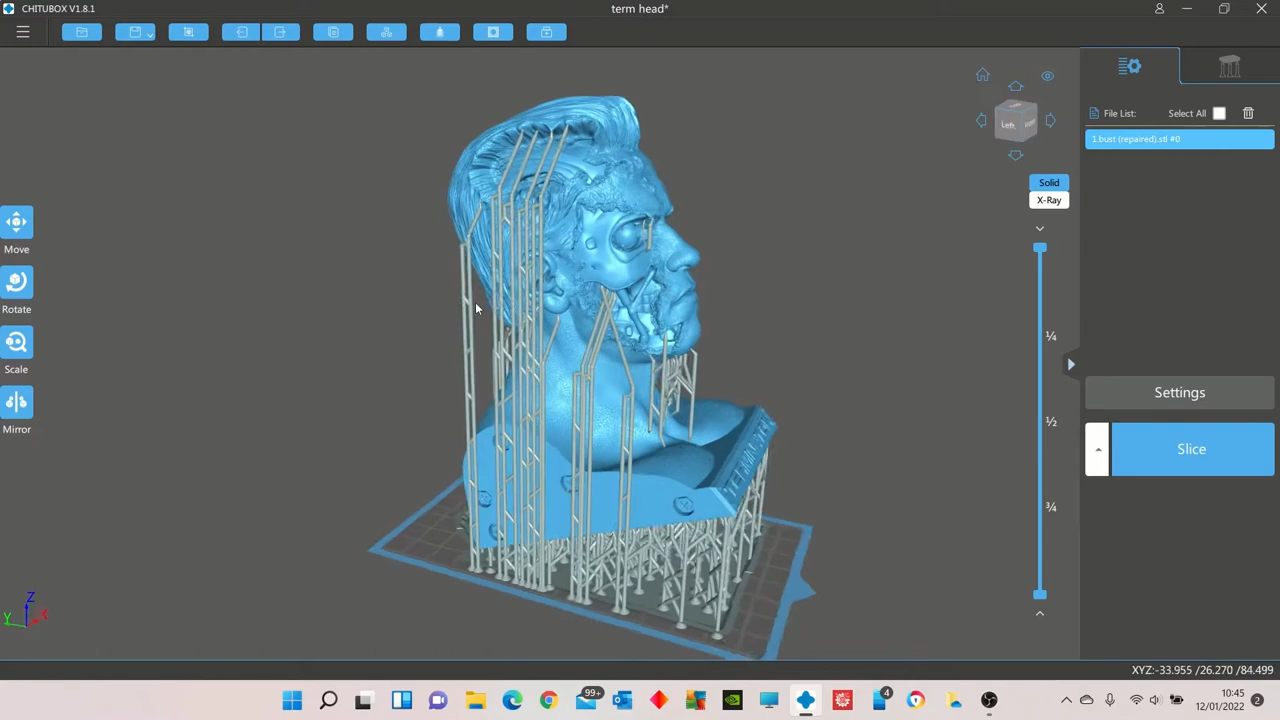 CHITUBOX V1.8.1
term head*
File List:
Select All
1.bust (repaired).stl #0
Left
Solid
X-Ray
Move
Rotate
Scale
Mirror
¼
½
¾
Settings
Slice
Z
Y
X
XYZ:-33.955 /26.270 /84.499
99+
4
10:45
12/01/2022
2